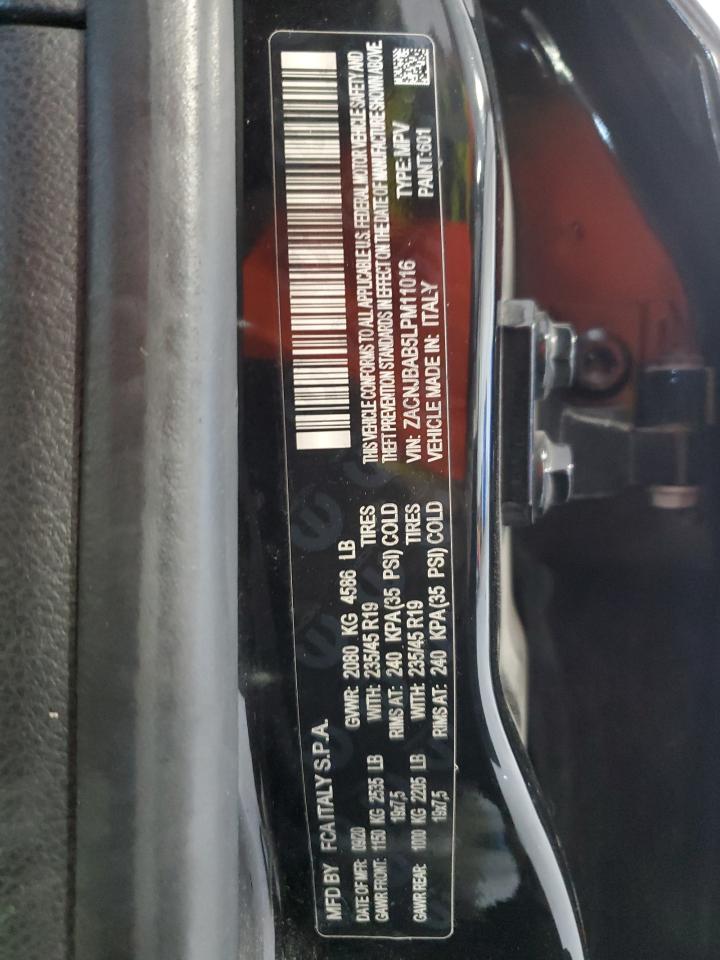 MFD BY FCA ITALY S.P.A.
DATE OF MFR: 09/20 GVWR: 2080 KG 4586 LB
GAWR FRONT: 1150 KG 2535 LB WITH: 235/45 R19 TIRES
19x7,5 RIMS AT: 240 KPA(35 PSI) COLD
GAWR REAR: 1000 KG 2205 LB WITH: 235/45 R19 TIRES
19x7,5 RIMS AT: 240 KPA(35 PSI) COLD
THIS VEHICLE CONFORMS TO ALL APPLICABLE U.S. FEDERAL MOTOR VEHICLE SAFETY AND
THEFT PREVENTION STANDARDS IN EFFECT ON THE DATE OF MANUFACTURE SHOWN ABOVE
VIN: ZACNJBAB5LPM11016 TYPE: MPV
VEHICLE MADE IN: ITALY PAINT:601